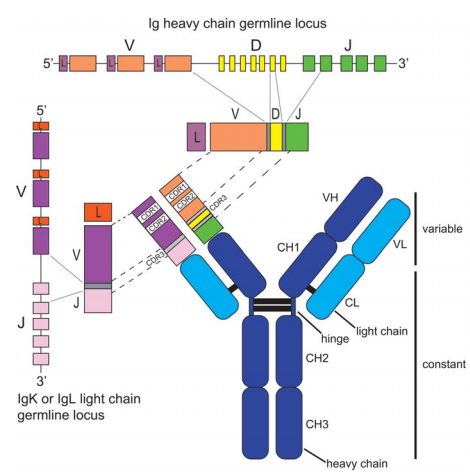 Ig heavy chain germline locus
V D J
5' L L L 3'
V D J
L
5'
L
L
L
V
J
3'
L
V
J
CDR1
CDR2
CDR3
CDR1
CDR2
CDR3
VH
VL
CH1
CL
variable
light chain
hinge
CH2
constant
CH3
heavy chain
IgK or IgL light chain
germline locus